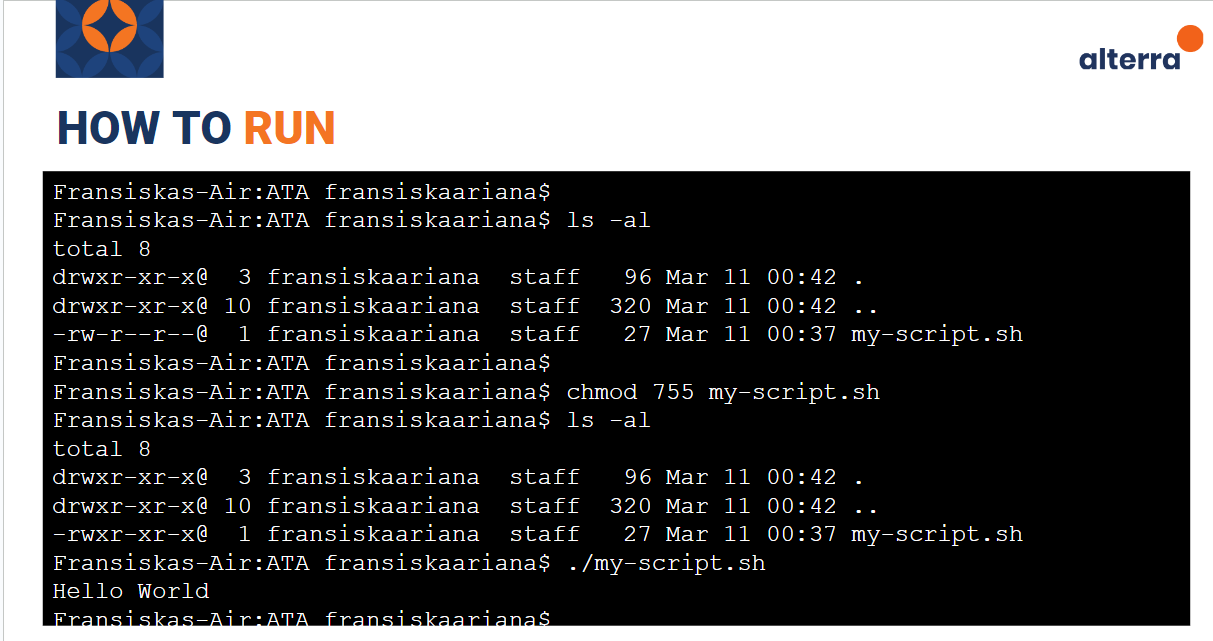 alterra
HOW TO RUN
Fransiskas-Air:ATA fransiskaariana$
Fransiskas-Air:ATA fransiskaariana$ ls -al
total 8
drwxr-xr-x@  3 fransiskaariana  staff   96 Mar 11 00:42 .
drwxr-xr-x@ 10 fransiskaariana  staff  320 Mar 11 00:42 ..
-rw-r--r--@  1 fransiskaariana  staff   27 Mar 11 00:37 my-script.sh
Fransiskas-Air:ATA fransiskaariana$
Fransiskas-Air:ATA fransiskaariana$ chmod 755 my-script.sh
Fransiskas-Air:ATA fransiskaariana$ ls -al
total 8
drwxr-xr-x@  3 fransiskaariana  staff   96 Mar 11 00:42 .
drwxr-xr-x@ 10 fransiskaariana  staff  320 Mar 11 00:42 ..
-rwxr-xr-x@  1 fransiskaariana  staff   27 Mar 11 00:37 my-script.sh
Fransiskas-Air:ATA fransiskaariana$ ./my-script.sh
Hello World
Fransiskas-Air:ATA fransiskaariana$